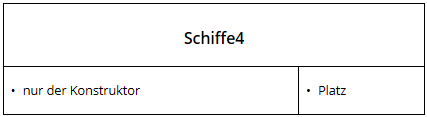 Schiffe4
• nur der Konstruktor
• Platz